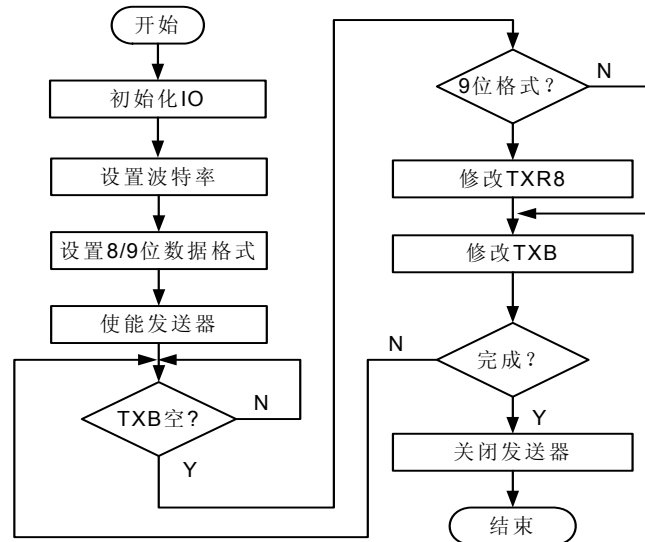 开始
初始化IO
设置波特率
设置8/9位数据格式
使能发送器
TXB空?
N
Y
9位格式？
N
修改TXR8
修改TXB
完成？
N
Y
关闭发送器
结束